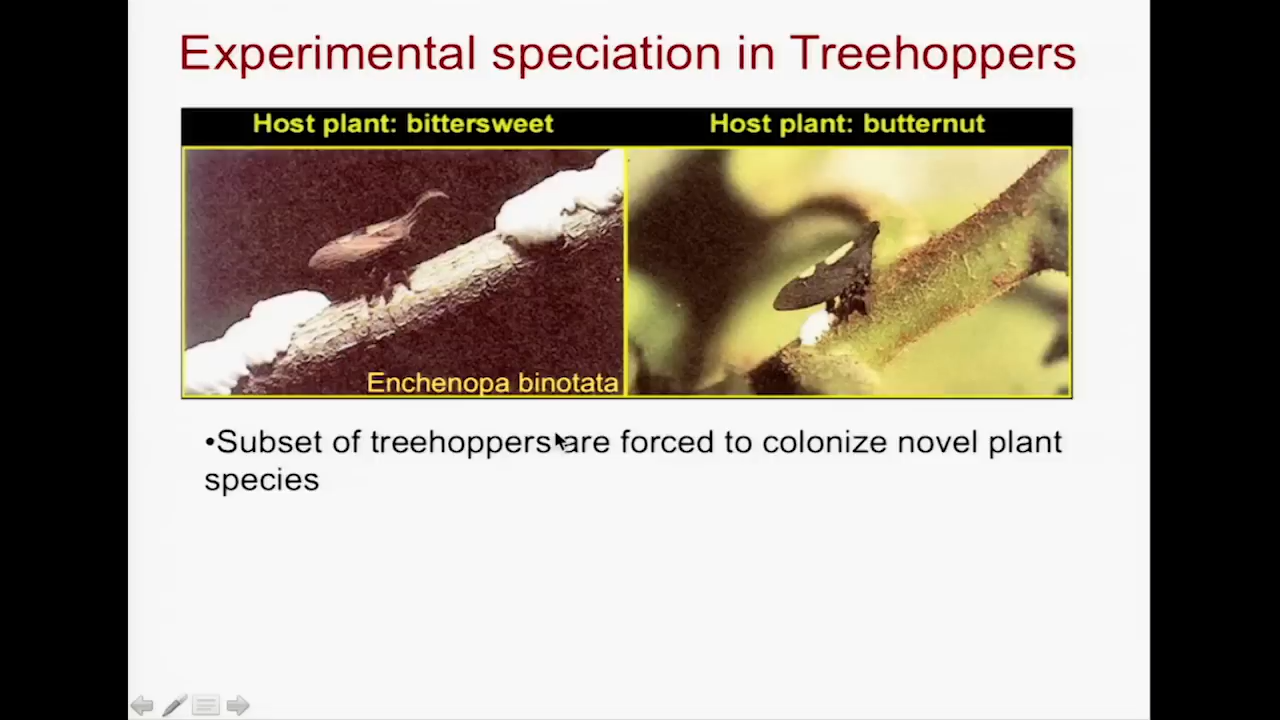 Experimental speciation in Treehoppers
Host plant: bittersweet
Host plant: butternut
Enchenopa binotata
•Subset of treehoppers are forced to colonize novel plant
species